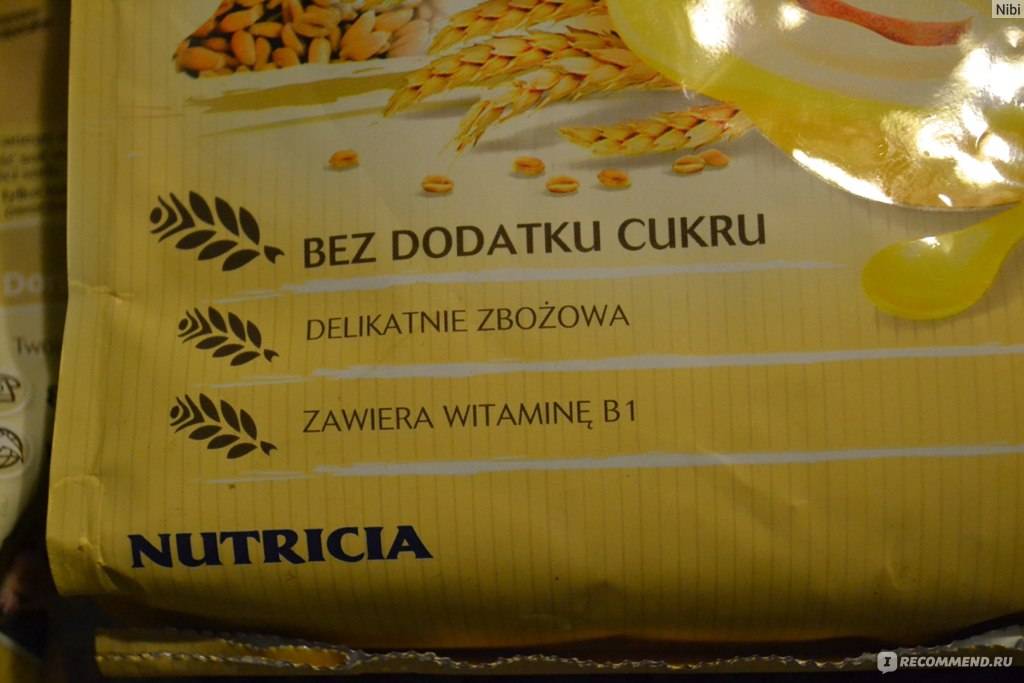 Nibi
BEZ DODATKU CUKRU
DELIKATNIE ZBOŻOWA
ZAWIERA WITAMINĘ B1
NUTRICIA
I RECOMMEND.RU